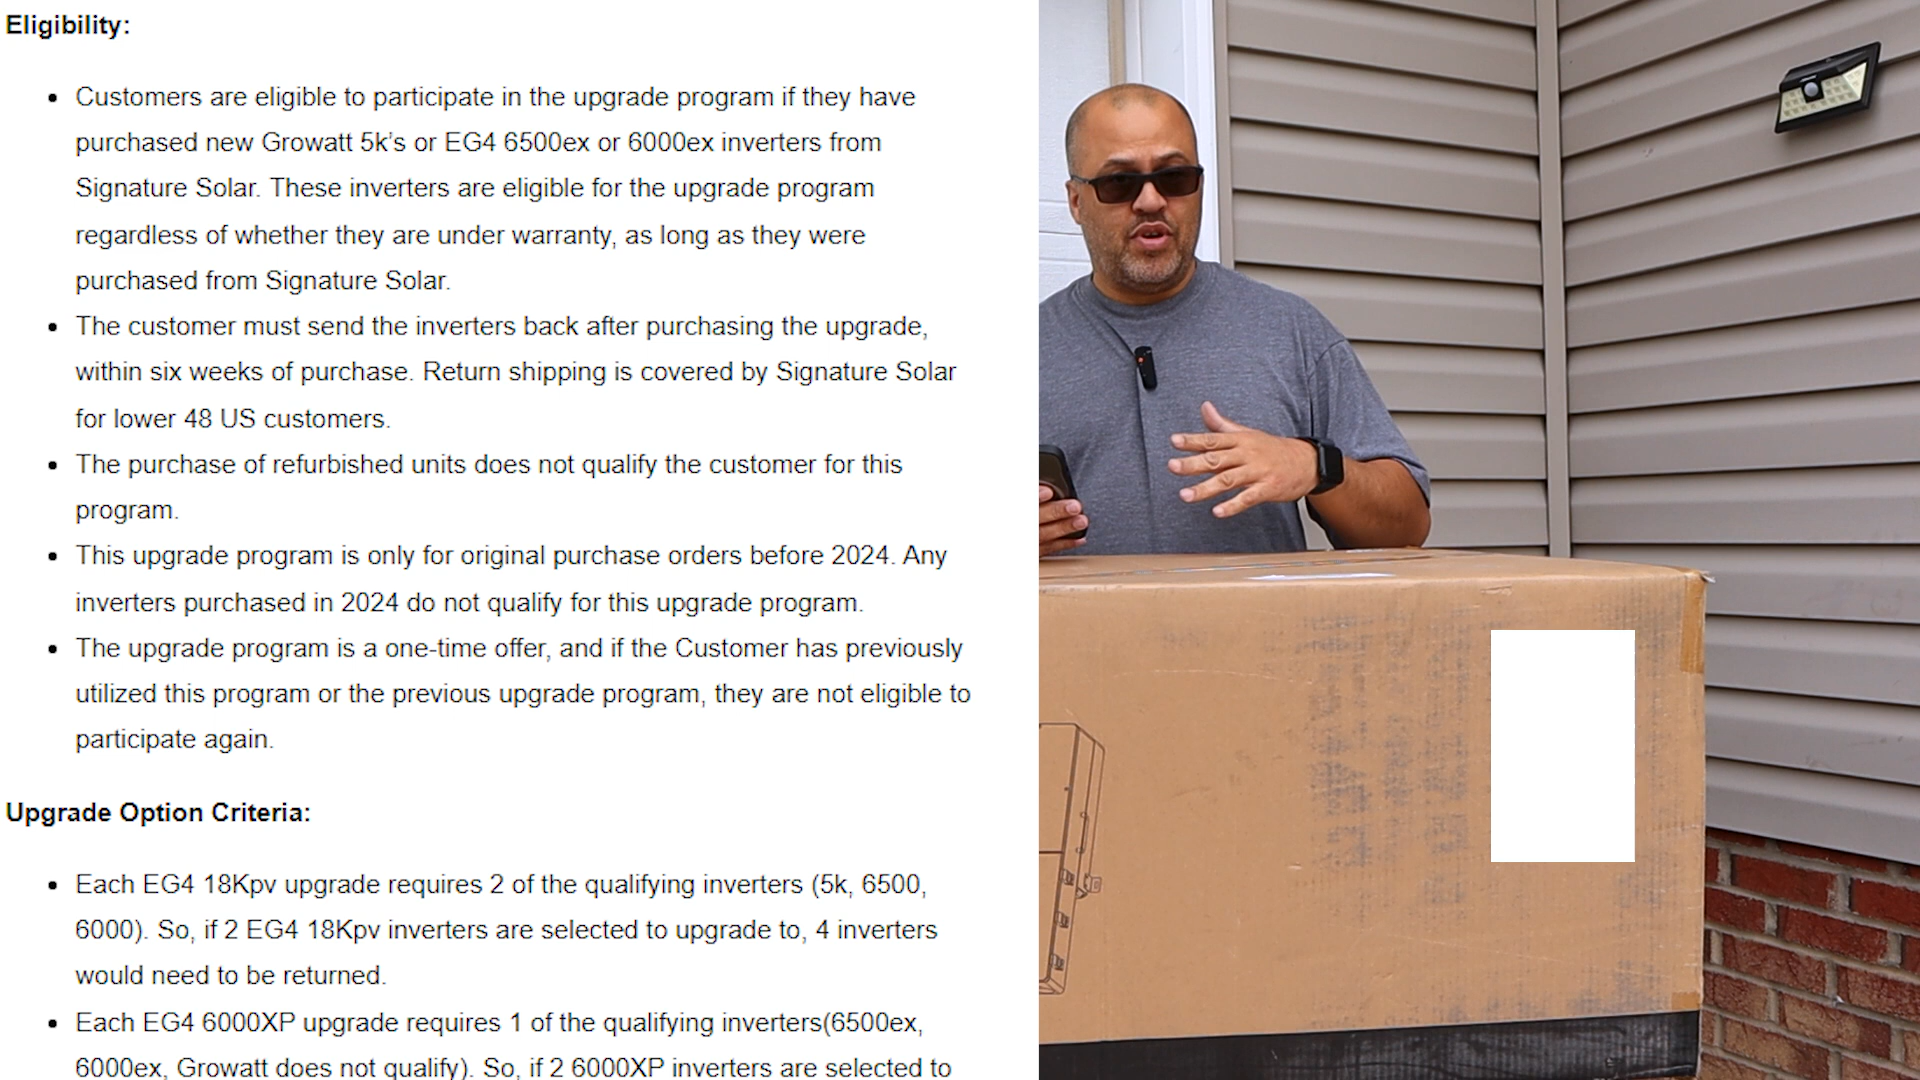 Eligibility:
• Customers are eligible to participate in the upgrade program if they have
purchased new Growatt 5k's or EG4 6500ex or 6000ex inverters from
Signature Solar. These inverters are eligible for the upgrade program
regardless of whether they are under warranty, as long as they were
purchased from Signature Solar.
• The customer must send the inverters back after purchasing the upgrade,
within six weeks of purchase. Return shipping is covered by Signature Solar
for lower 48 US customers.
• The purchase of refurbished units does not qualify the customer for this
program.
• This upgrade program is only for original purchase orders before 2024. Any
inverters purchased in 2024 do not qualify for this upgrade program.
• The upgrade program is a one-time offer, and if the Customer has previously
utilized this program or the previous upgrade program, they are not eligible to
participate again.
Upgrade Option Criteria:
• Each EG4 18Kpv upgrade requires 2 of the qualifying inverters (5k, 6500,
6000). So, if 2 EG4 18Kpv inverters are selected to upgrade to, 4 inverters
would need to be returned.
• Each EG4 6000XP upgrade requires 1 of the qualifying inverters(6500ex,
6000ex, Growatt does not qualify). So, if 2 6000XP inverters are selected to